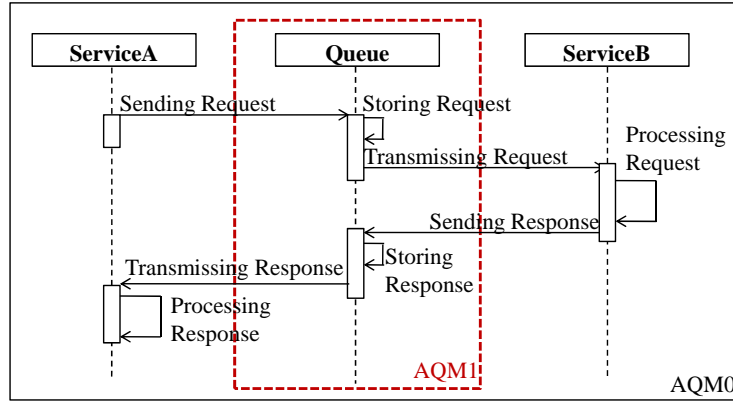 ServiceA
Queue
ServiceB
Sending Request
Storing Request
Transmissing Request
Processing
Request
Sending Response
Storing
Response
Transmissing Response
Processing
Response
AQM1
AQM0